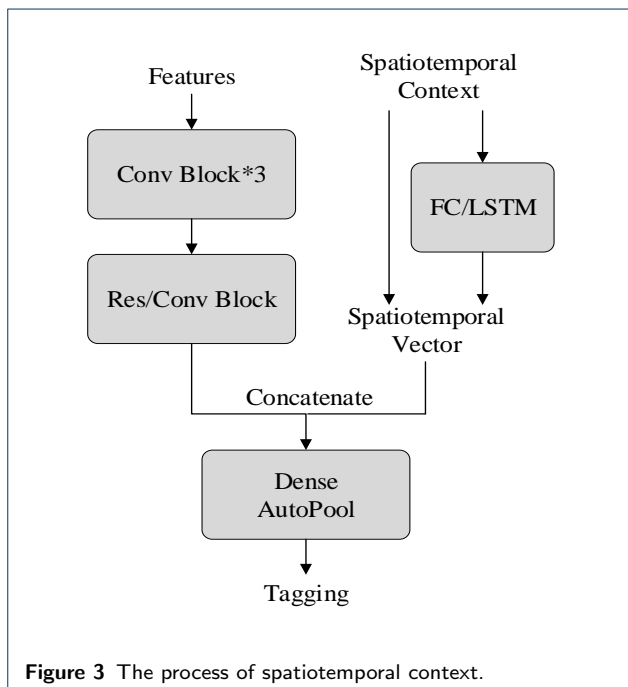 Features
Conv Block*3
Res/Conv Block
Spatiotemporal
Context
FC/LSTM
Spatiotemporal
Vector
Concatenate
Dense
AutoPool
Tagging
Figure 3 The process of spatiotemporal context.